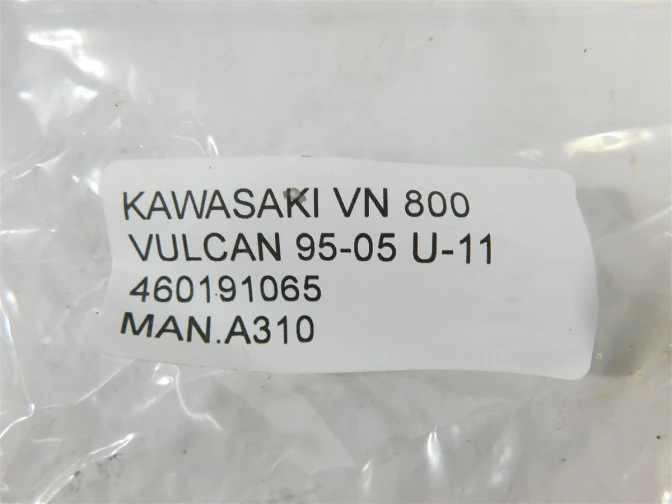 KAWASAKI VN 800
VULCAN 95-05 U-11
460191065
MAN.A310